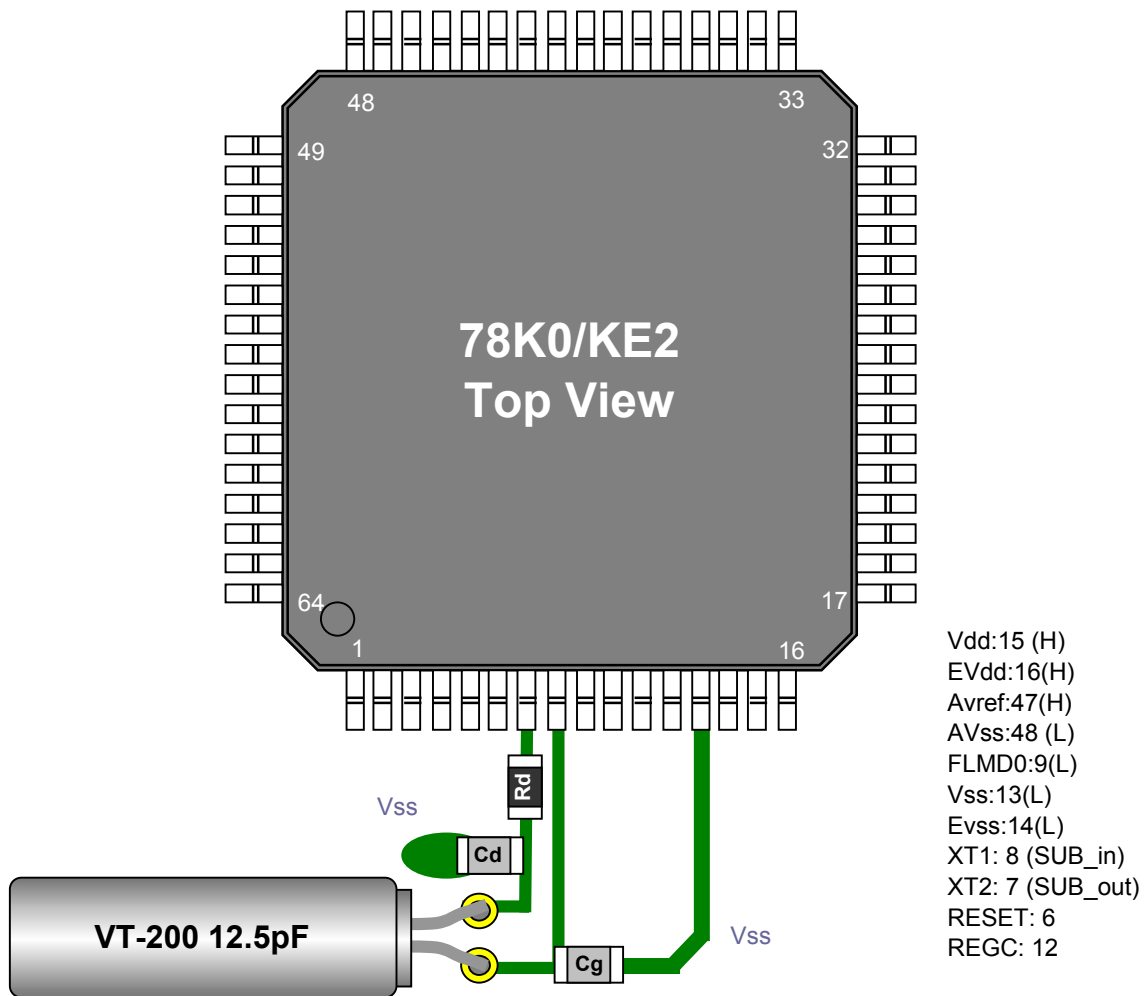 48
33
49
32
78K0/KE2
Top View
64
17
1
16
Vdd:15 (H)
EVdd:16(H)
Avref:47(H)
AVss:48 (L)
FLMD0:9(L)
Vss:13(L)
Evss:14(L)
XT1: 8 (SUB_in)
XT2: 7 (SUB_out)
RESET: 6
REGC: 12
Rd
Vss
Cd
VT-200 12.5pF
Vss
Cg